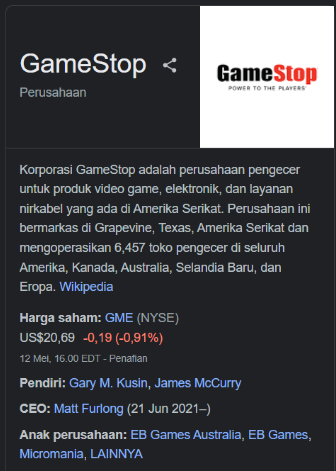 GameStop
Perusahaan
GameStop
POWER TO THE PLAYERS
Korporasi GameStop adalah perusahaan pengecer
untuk produk video game, elektronik, dan layanan
nirkabel yang ada di Amerika Serikat. Perusahaan ini
bermarkas di Grapevine, Texas, Amerika Serikat dan
mengoperasikan 6,457 toko pengecer di seluruh
Amerika, Kanada, Australia, Selandia Baru, dan
Eropa. Wikipedia
Harga saham: GME (NYSE)
US$20,69 -0,19 (-0,91%)
12 Mei, 16.00 EDT - Penafian
Pendiri: Gary M. Kusin, James McCurry
CEO: Matt Furlong (21 Jun 2021–)
Anak perusahaan: EB Games Australia, EB Games,
Micromania, LAINNYA